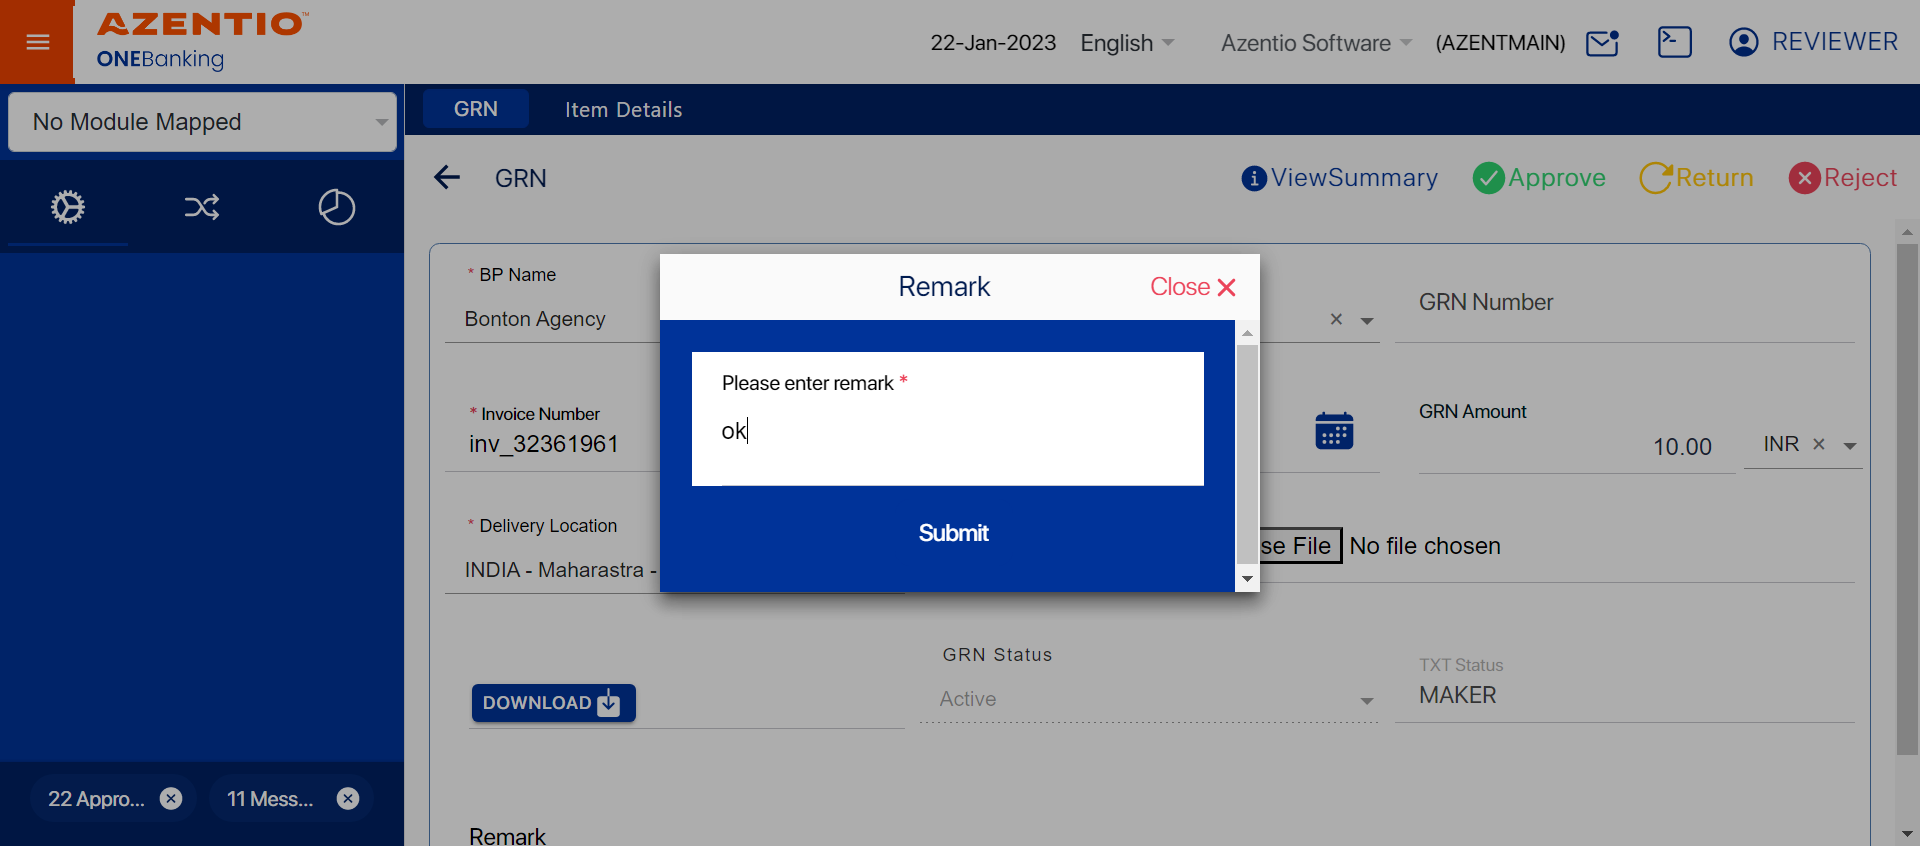 AZENTIO™
ONEBanking
22-Jan-2023
English
Azentio Software
(AZENTMAIN)
REVIEWER
No Module Mapped
GRN
Item Details
GRN
ViewSummary
Approve
Return
Reject
* BP Name
Bonton Agency
GRN Number
Remark
Close
Please enter remark *
ok
Submit
* Invoice Number
inv_32361961
GRN Amount
10.00
INR
* Delivery Location
INDIA - Maharastra -
se File
No file chosen
DOWNLOAD
GRN Status
Active
TXT Status
MAKER
22 Appro...
11 Mess...
Remark